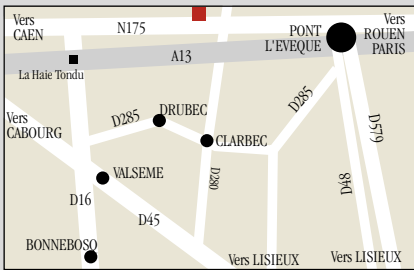 Vers
CAEN
N175
PONT
L'EVEQUE
Vers
ROUEN
PARIS
A13
La Haie Tondu
Vers
CABOURG
D285
DRUBEC
D285
CLARBEC
D579
VALSEME
D280
D48
D16
D45
BONNEBOSQ
Vers LISIEUX
Vers LISIEUX